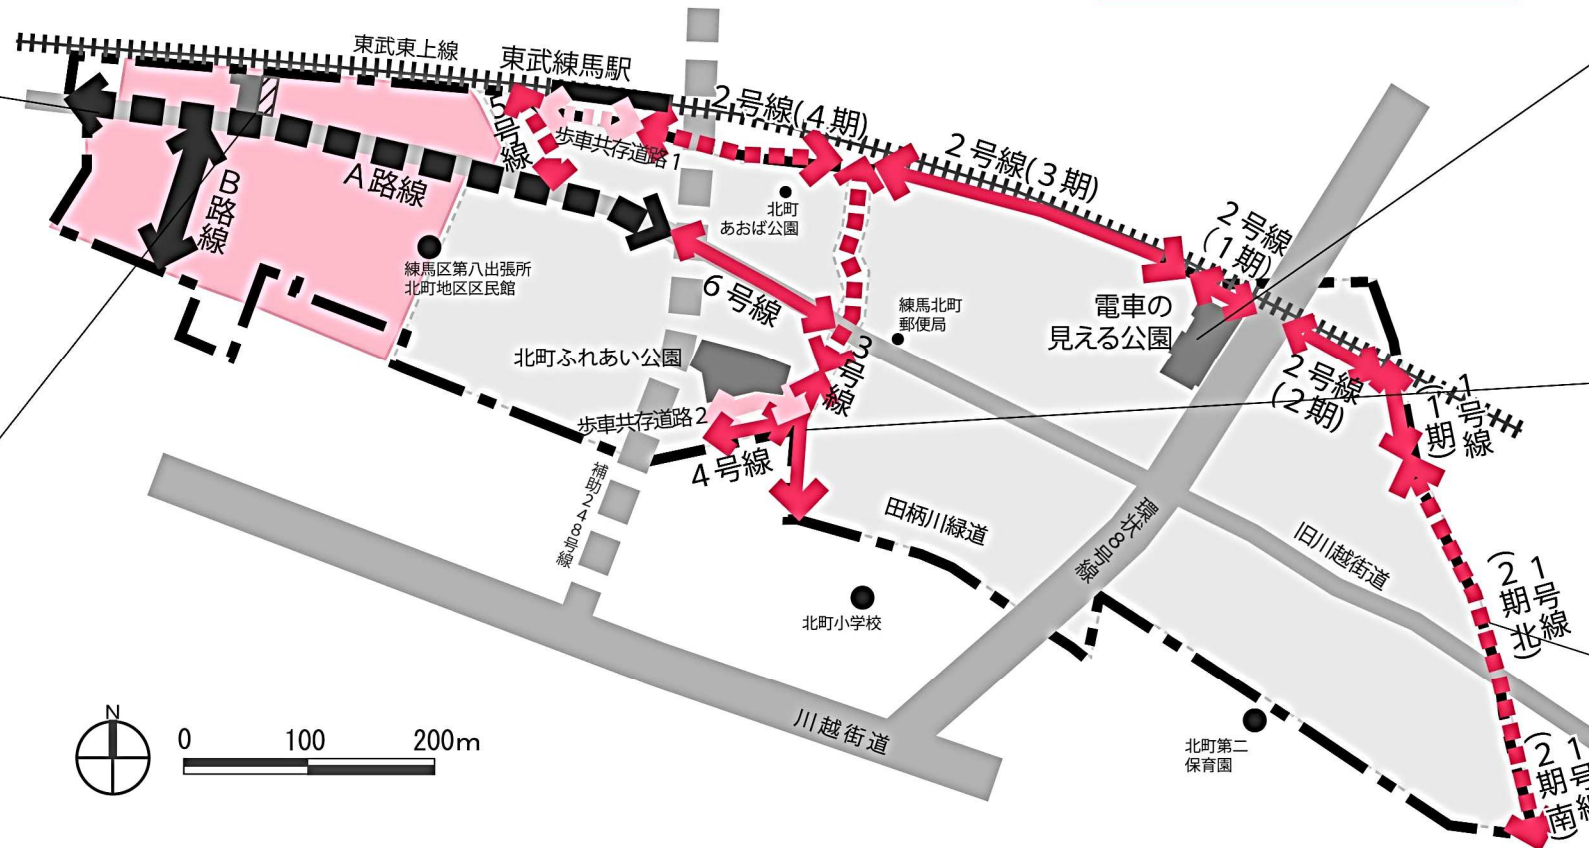 東武東上線
東武練馬駅
2号線(4期)
5号線
歩車共存道路1
2号線(3期)
A路線
B路線
北町
あおば公園
2号線
(1期)
練馬区第八出張所
北町地区区民館
6号線
練馬北町
郵便局
電車の
見える公園
3号線
北町ふれあい公園
2号線
(2期)
1号線
(1期)
歩車共存道路2
4号線
補助248号線
田柄川緑道
環状8号線
旧川越街道
1号線
(2期北)
北町小学校
川越街道
北町第二
保育園
1号線
(2期南)
N
0 100 200m